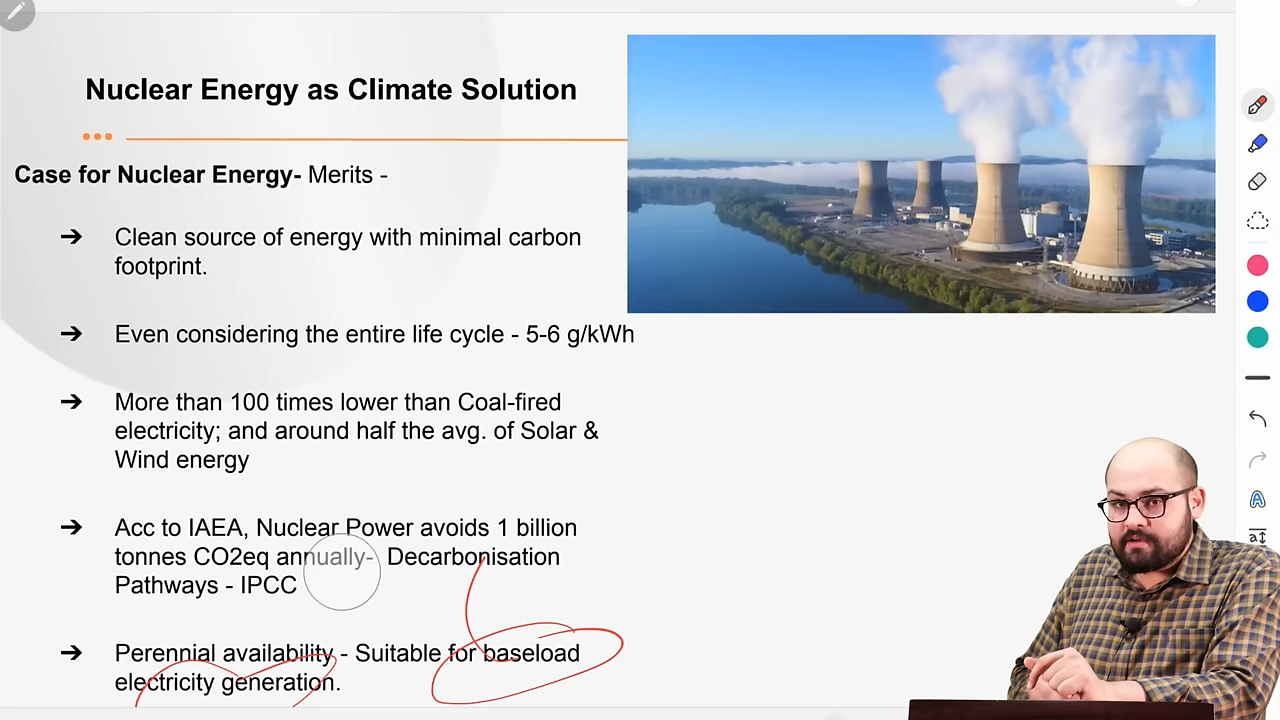 Nuclear Energy as Climate Solution
Case for Nuclear Energy- Merits -
➔ Clean source of energy with minimal carbon
footprint.
➔ Even considering the entire life cycle - 5-6 g/kWh
➔ More than 100 times lower than Coal-fired
electricity; and around half the avg. of Solar &
Wind energy
➔ Acc to IAEA, Nuclear Power avoids 1 billion
tonnes CO2eq annually- Decarbonisation
Pathways - IPCC
➔ Perennial availability - Suitable for baseload
electricity generation.